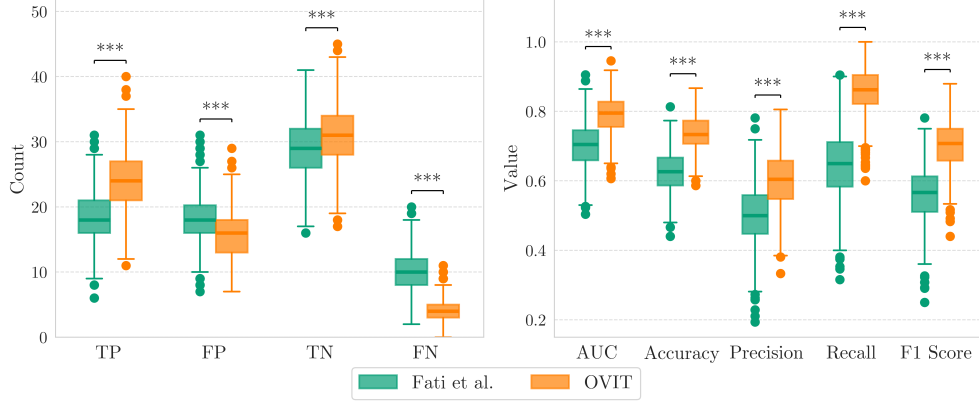 50
40
30
20
10
0
Count
***
***
***
***
TP
FP
TN
FN
1.0
0.8
0.6
0.4
0.2
Value
***
***
***
***
***
AUC
Accuracy
Precision
Recall
F1 Score
Fati et al.
OVIT